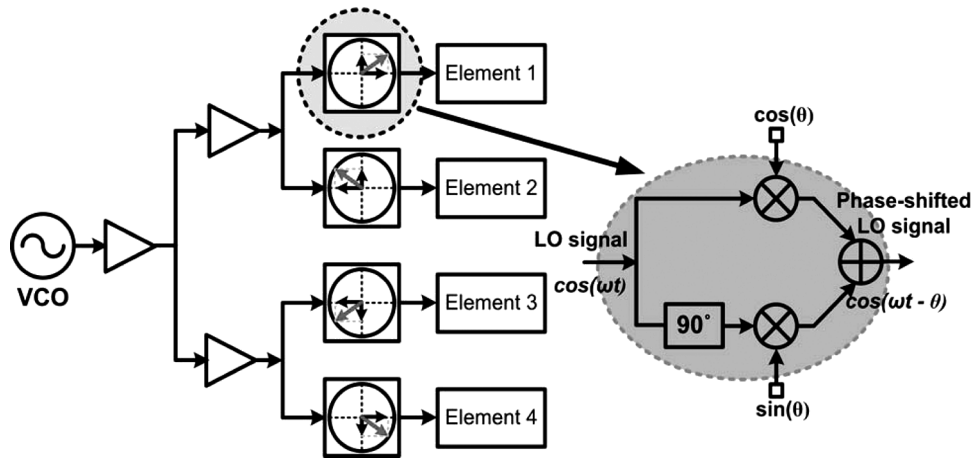 Element 1
Element 2
VCO
Element 3
Element 4
cos(θ)
LO signal
cos(ωt)
90°
Phase-shifted
LO signal
cos(ωt - θ)
sin(θ)